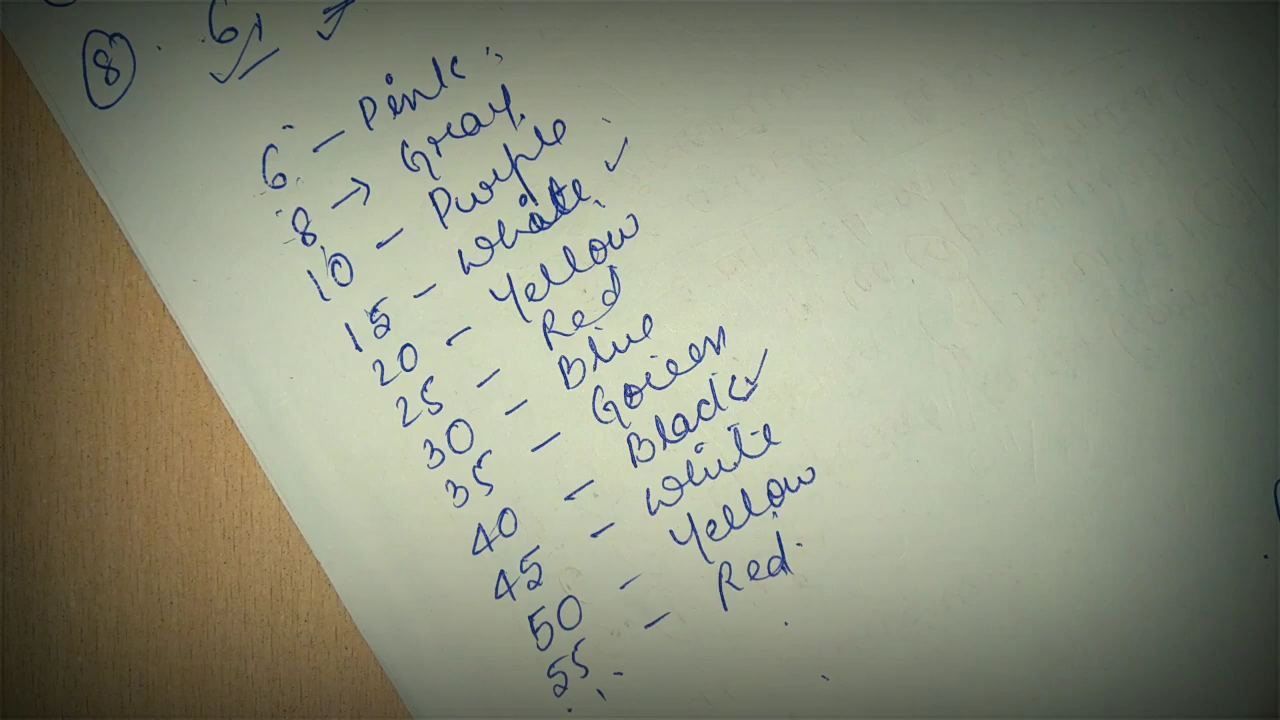 8 61
6 - Pink
8 → Gray
10 - Purple
15 - White ✓
20 - Yellow
25 - Red
30 - Blue
35 - Green
40 - Black ✓
45 - White
50 - Yellow
55 - Red